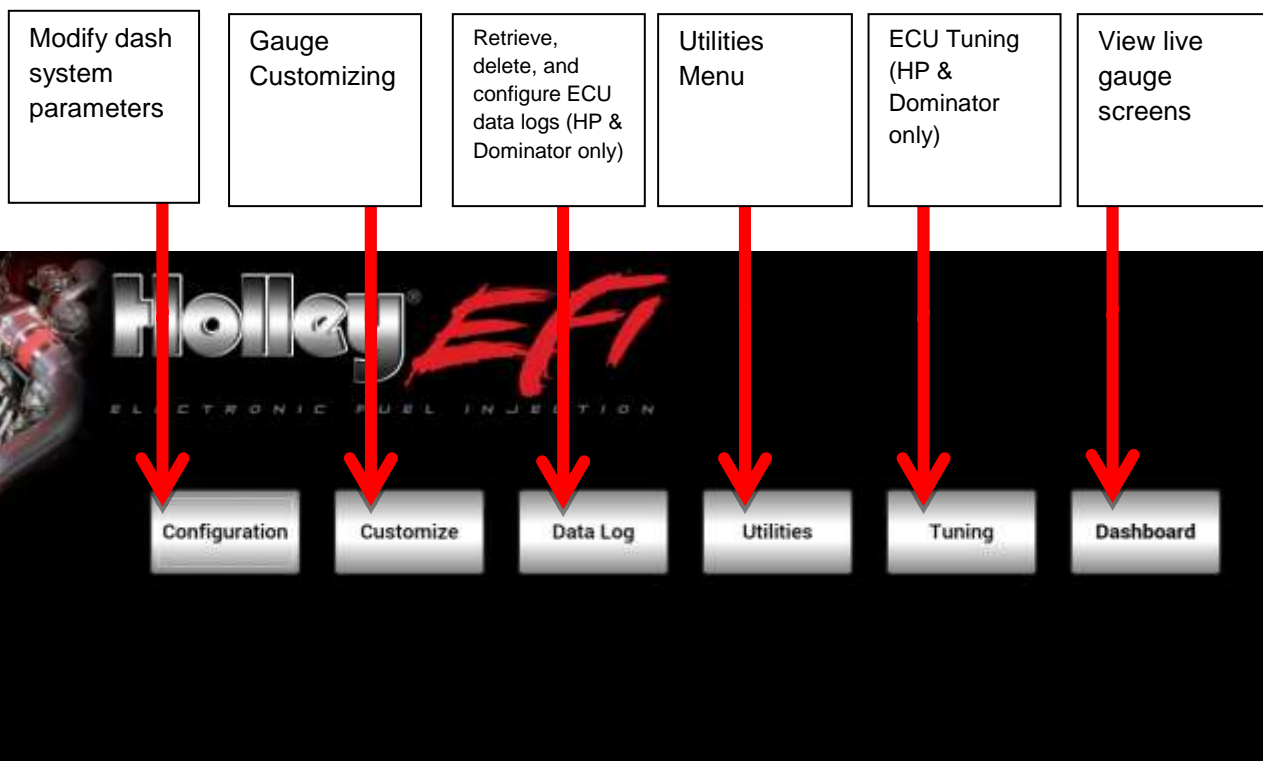 Modify dash
system
parameters
Gauge
Customizing
Retrieve,
delete, and
configure ECU
data logs (HP &
Dominator only)
Utilities
Menu
ECU Tuning
(HP &
Dominator
only)
View live
gauge
screens
Holley® EFI
ELECTRONIC FUEL INJECTION
Configuration
Customize
Data Log
Utilities
Tuning
Dashboard